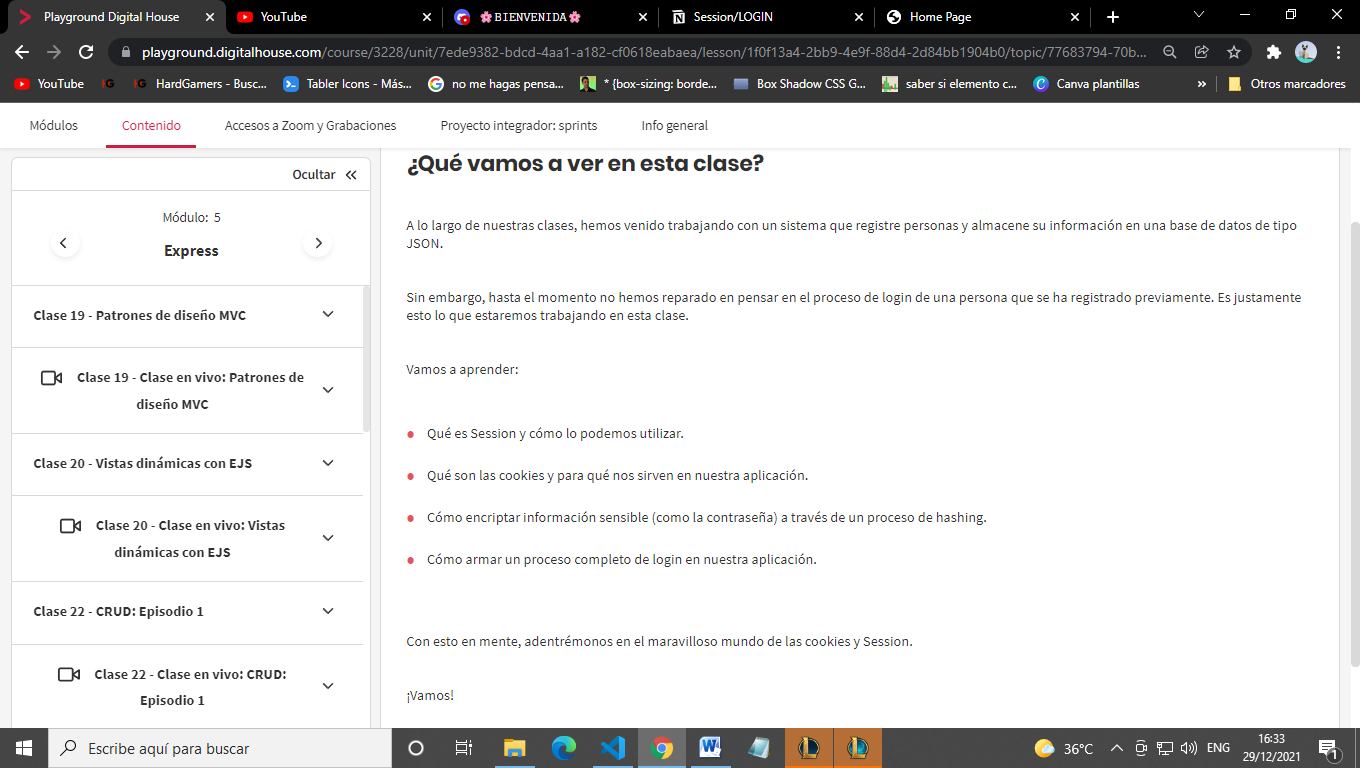 Playground Digital House
YouTube
🌸𝙱𝙸𝙴𝙽𝚅𝙴𝙽𝙸𝙳𝙰🌸
Session/LOGIN
Home Page
playground.digitalhouse.com/course/3228/unit/7ede9382-bdcd-4aa1-a182-cf0618eabaea/lesson/1f0f13a4-2bb9-4e9f-88d4-2d84bb1904b0/topic/77683794-70b...
YouTube
HardGamers - Busc...
Tabler Icons - Más...
no me hagas pensa...
* {box-sizing: borde...
Box Shadow CSS G...
saber si elemento c...
Canva plantillas
»
Otros marcadores
Módulos
Contenido
Accesos a Zoom y Grabaciones
Proyecto integrador: sprints
Info general
Ocultar
Módulo: 5
Express
Clase 19 - Patrones de diseño MVC
Clase 19 - Clase en vivo: Patrones de
diseño MVC
Clase 20 - Vistas dinámicas con EJS
Clase 20 - Clase en vivo: Vistas
dinámicas con EJS
Clase 22 - CRUD: Episodio 1
Clase 22 - Clase en vivo: CRUD:
Episodio 1
¿Qué vamos a ver en esta clase?
A lo largo de nuestras clases, hemos venido trabajando con un sistema que registre personas y almacene su información en una base de datos de tipo
JSON.
Sin embargo, hasta el momento no hemos reparado en pensar en el proceso de login de una persona que se ha registrado previamente. Es justamente
esto lo que estaremos trabajando en esta clase.
Vamos a aprender:
● Qué es Session y cómo lo podemos utilizar.
● Qué son las cookies y para qué nos sirven en nuestra aplicación.
● Cómo encriptar información sensible (como la contraseña) a través de un proceso de hashing.
● Cómo armar un proceso completo de login en nuestra aplicación.
Con esto en mente, adentrémonos en el maravilloso mundo de las cookies y Session.
¡Vamos!
Escribe aquí para buscar
36°C
ENG
16:33
29/12/2021
1